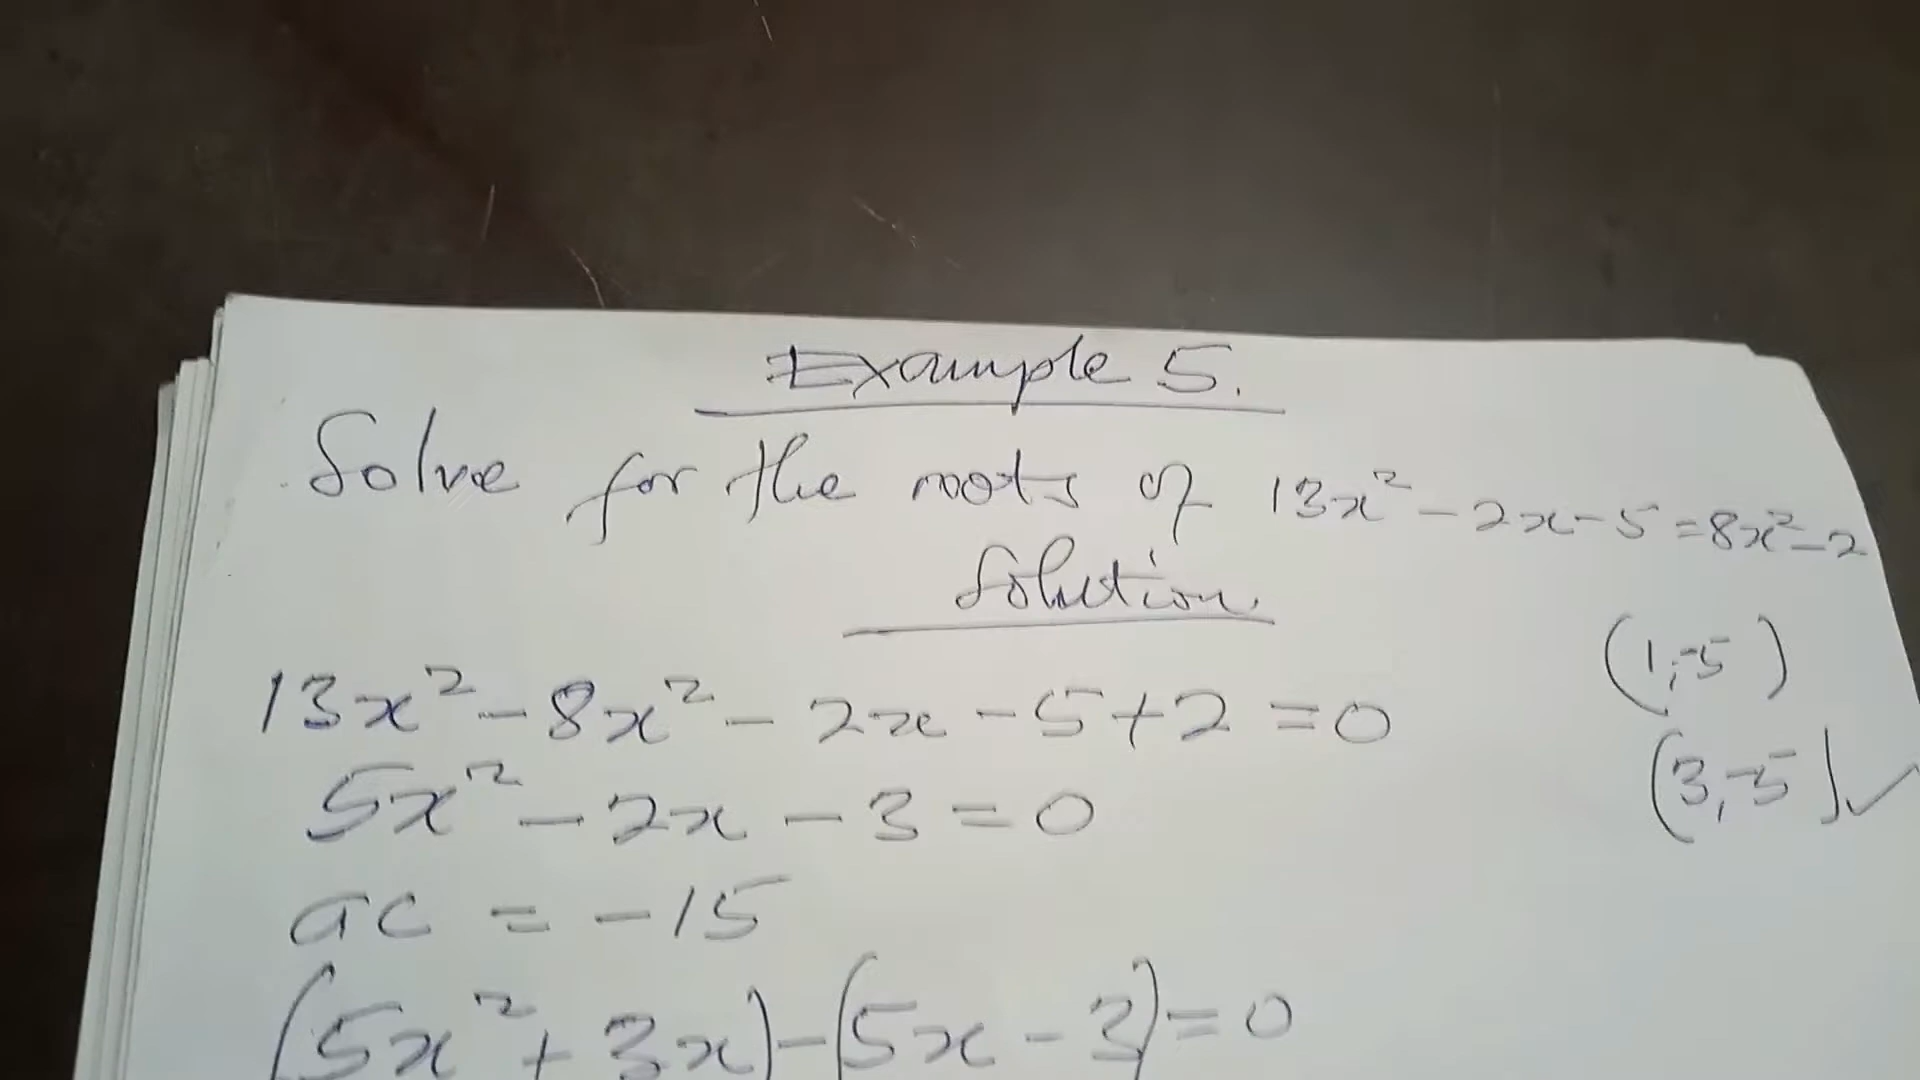 Example 5.
Solve for the roots of 13x² - 2x - 5 = 8x² - 2
Solution.
13x² - 8x² - 2x - 5 + 2 = 0
(1, -5)
5x² - 2x - 3 = 0
(3, -5) ✓
ac = -15
(5x² + 3x) - (5x - 3) = 0